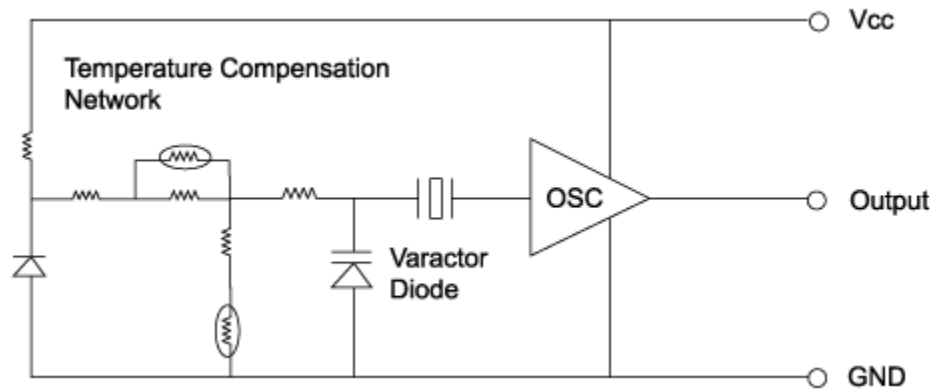 Vcc
Temperature Compensation
Network
OSC
Output
Varactor
Diode
GND